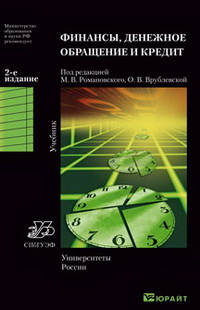 Министерство
образования
и науки РФ
рекомендует
2-е
издание
ФИНАНСЫ, ДЕНЕЖНОЕ
ОБРАЩЕНИЕ И КРЕДИТ
Под редакцией
М. В. Романовского, О. В. Врублевской
Учебник
СПбГУЭФ
Университеты
России
ЮРАЙТ